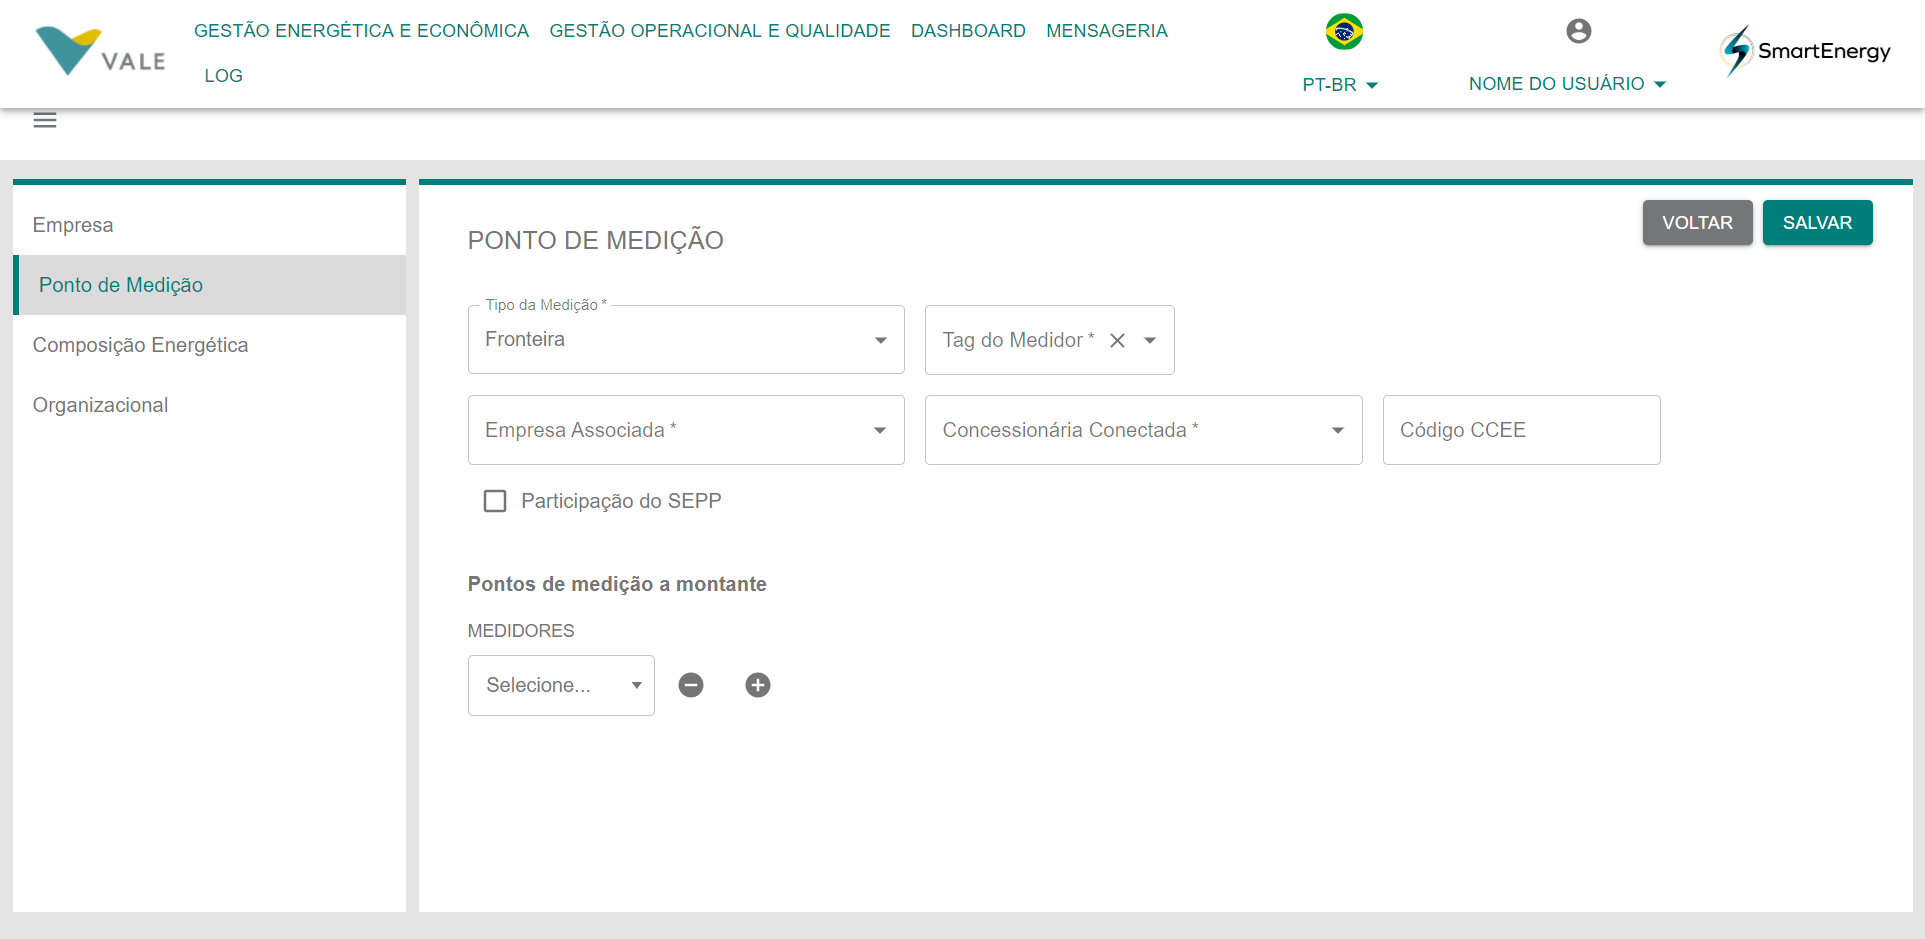 VALE
GESTÃO ENERGÉTICA E ECONÔMICA
GESTÃO OPERACIONAL E QUALIDADE
DASHBOARD
MENSAGERIA
LOG
PT-BR
NOME DO USUÁRIO
SmartEnergy
Empresa
Ponto de Medição
Composição Energética
Organizacional
PONTO DE MEDIÇÃO
VOLTAR
SALVAR
Tipo da Medição *
Fronteira
Tag do Medidor *
Empresa Associada *
Concessionária Conectada *
Código CCEE
Participação do SEPP
Pontos de medição a montante
MEDIDORES
Selecione...